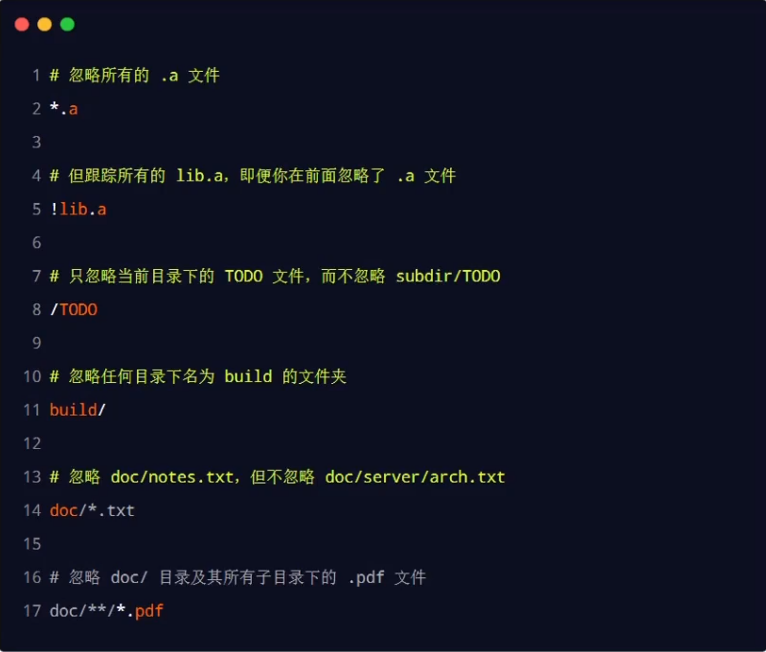 1 # 忽略所有的 .a 文件
2 *.a
3
4 # 但跟踪所有的 lib.a，即便你在前面忽略了 .a 文件
5 !lib.a
6
7 # 只忽略当前目录下的 TODO 文件，而不忽略 subdir/TODO
8 /TODO
9
10 # 忽略任何目录下名为 build 的文件夹
11 build/
12
13 # 忽略 doc/notes.txt，但不忽略 doc/server/arch.txt
14 doc/*.txt
15
16 # 忽略 doc/ 目录及其所有子目录下的 .pdf 文件
17 doc/**/*.pdf